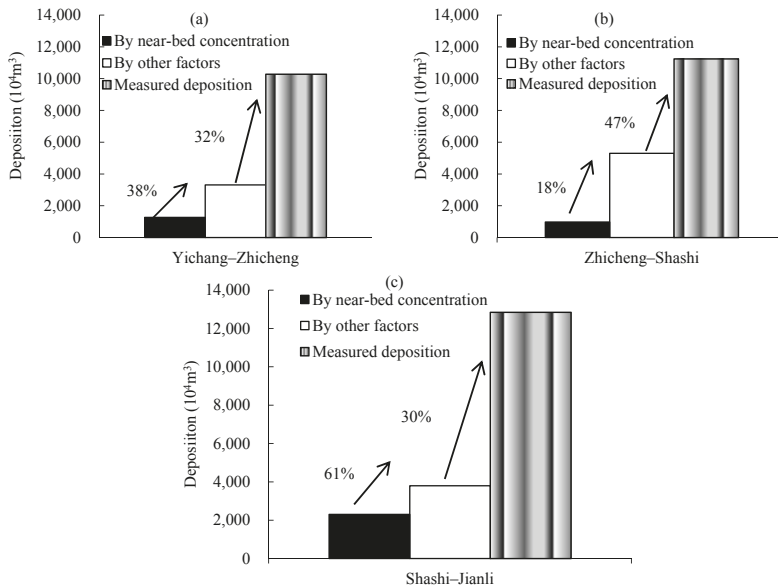 (a)
14,000
12,000
10,000
8,000
6,000
4,000
2,000
0
Deposiiton (10⁴m³)
By near-bed concentration
By other factors
Measured deposition
38%
32%
Yichang–Zhicheng
(b)
14,000
12,000
10,000
8,000
6,000
4,000
2,000
0
Deposiiton (10⁴m³)
By near-bed concentration
By other factors
Measured deposition
18%
47%
Zhicheng–Shashi
(c)
14,000
12,000
10,000
8,000
6,000
4,000
2,000
0
Deposiiton (10⁴m³)
By near-bed concentration
By other factors
Measured deposition
61%
30%
Shashi–Jianli